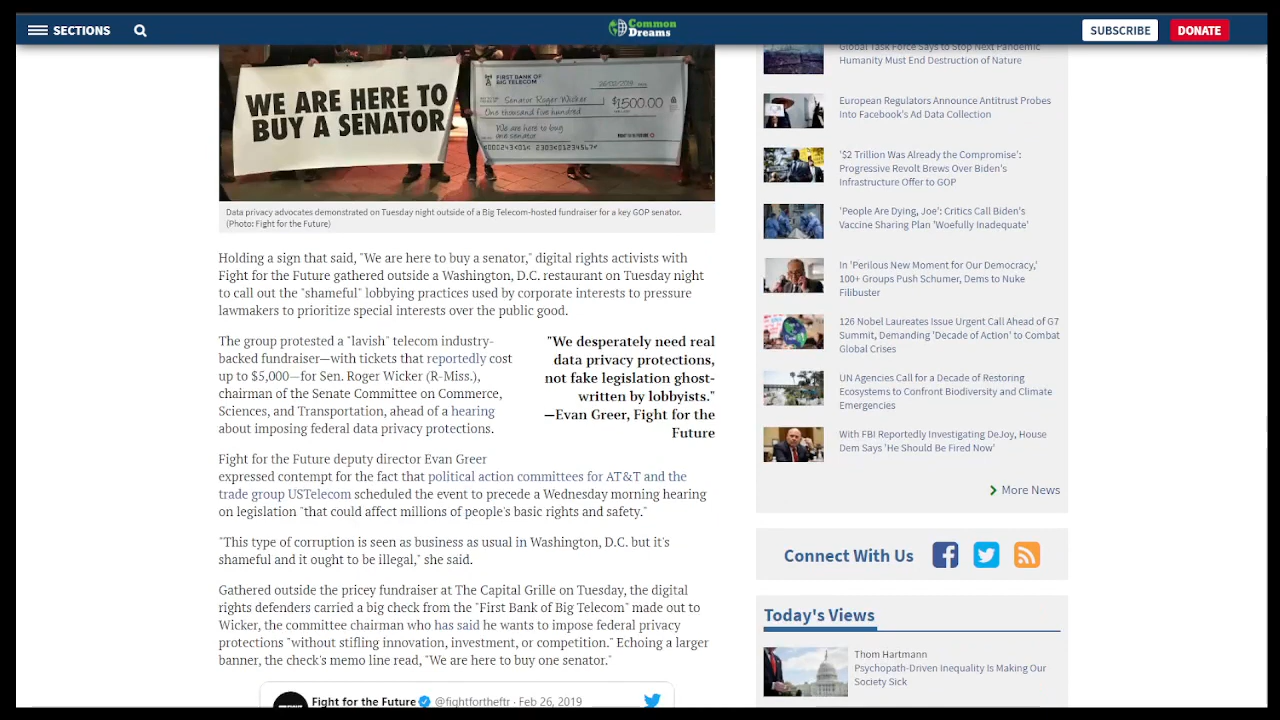 SECTIONS
Common
Dreams
SUBSCRIBE
DONATE
WE ARE HERE TO
BUY A SENATOR
FIRST BANK OF
BIG TELECOM
26/02/2019
Senator Roger Wicker
$1500.00
One thousand five hundred
We are here to buy
one senator
Data privacy advocates demonstrated on Tuesday night outside of a Big Telecom-hosted fundraiser for a key GOP senator.
(Photo: Fight for the Future)
Holding a sign that said, "We are here to buy a senator," digital rights activists with
Fight for the Future gathered outside a Washington, D.C. restaurant on Tuesday night
to call out the "shameful" lobbying practices used by corporate interests to pressure
lawmakers to prioritize special interests over the public good.
The group protested a "lavish" telecom industry-
backed fundraiser—with tickets that reportedly cost
up to $5,000—for Sen. Roger Wicker (R-Miss.),
chairman of the Senate Committee on Commerce,
Sciences, and Transportation, ahead of a hearing
about imposing federal data privacy protections.
"We desperately need real
data privacy protections,
not fake legislation ghost-
written by lobbyists."
—Evan Greer, Fight for the
Future
Fight for the Future deputy director Evan Greer
expressed contempt for the fact that political action committees for AT&T and the
trade group USTelecom scheduled the event to precede a Wednesday morning hearing
on legislation "that could affect millions of people's basic rights and safety."
"This type of corruption is seen as business as usual in Washington, D.C. but it's
shameful and it ought to be illegal," she said.
Gathered outside the pricey fundraiser at The Capital Grille on Tuesday, the digital
rights defenders carried a big check from the "First Bank of Big Telecom" made out to
Wicker, the committee chairman who has said he wants to impose federal privacy
protections "without stifling innovation, investment, or competition." Echoing a larger
banner, the check's memo line read, "We are here to buy one senator."
Fight for the Future @fightfortheftr · Feb 26, 2019
Global Task Force Says to Stop Next Pandemic
Humanity Must End Destruction of Nature
European Regulators Announce Antitrust Probes
Into Facebook's Ad Data Collection
'$2 Trillion Was Already the Compromise':
Progressive Revolt Brews Over Biden's
Infrastructure Offer to GOP
'People Are Dying, Joe': Critics Call Biden's
Vaccine Sharing Plan 'Woefully Inadequate'
In 'Perilous New Moment for Our Democracy,'
100+ Groups Push Schumer, Dems to Nuke
Filibuster
126 Nobel Laureates Issue Urgent Call Ahead of G7
Summit, Demanding 'Decade of Action' to Combat
Global Crises
UN Agencies Call for a Decade of Restoring
Ecosystems to Confront Biodiversity and Climate
Emergencies
With FBI Reportedly Investigating DeJoy, House
Dem Says 'He Should Be Fired Now'
More News
Connect With Us
Today's Views
Thom Hartmann
Psychopath-Driven Inequality Is Making Our
Society Sick